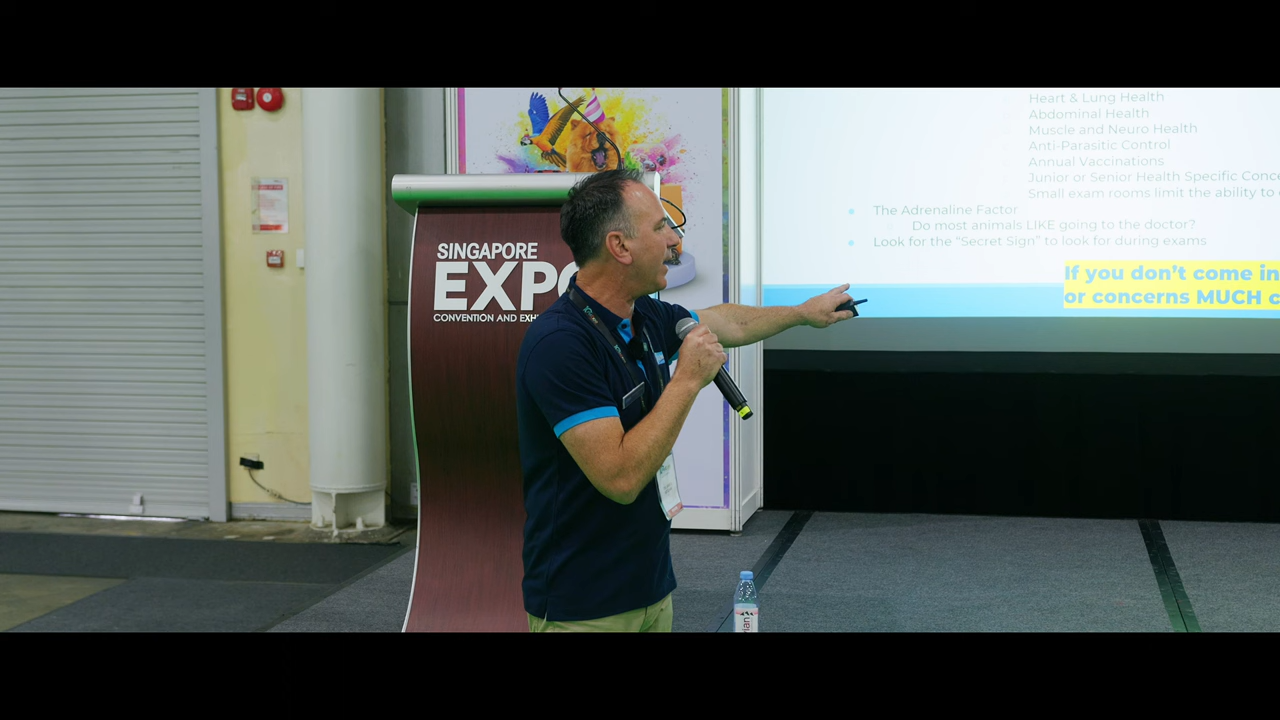 SINGAPORE
EXPO
CONVENTION AND EXHI
Heart & Lung Health
Abdominal Health
Muscle and Neuro Health
Anti-Parasitic Control
Annual Vaccinations
Junior or Senior Health Specific Conce
Small exam rooms limit the ability to
The Adrenaline Factor
Do most animals LIKE going to the doctor?
Look for the "Secret Sign" to look for during exams
If you don't come in
or concerns MUCH
vian